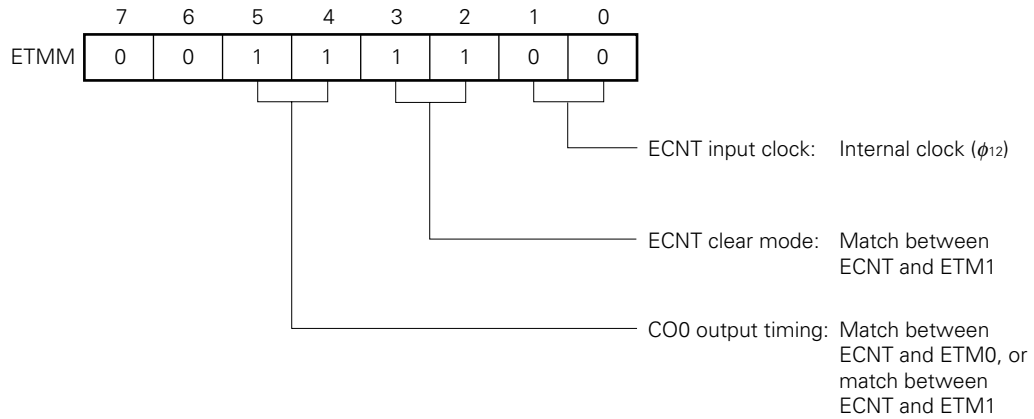 7 6 5 4 3 2 1 0
ETMM 0 0 1 1 1 1 0 0
ECNT input clock: Internal clock (ϕ12)
ECNT clear mode: Match between
ECNT and ETM1
CO0 output timing: Match between
ECNT and ETM0, or
match between
ECNT and ETM1